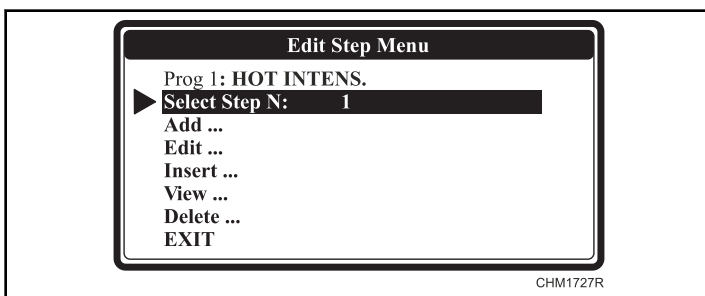 Edit Step Menu
Prog 1: HOT INTENS.
Select Step N: 1
Add ...
Edit ...
Insert ...
View ...
Delete ...
EXIT
CHM1727R